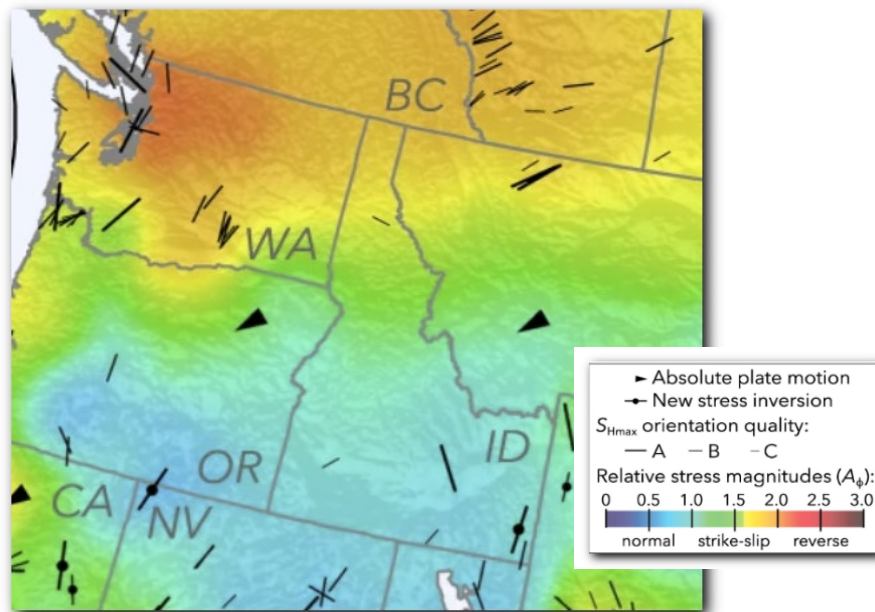 BC
WA
OR
ID
CA
NV
Absolute plate motion
New stress inversion
SHmax orientation quality:
A B C
Relative stress magnitudes (Aϕ):
0 0.5 1.0 1.5 2.0 2.5 3.0
normal strike-slip reverse